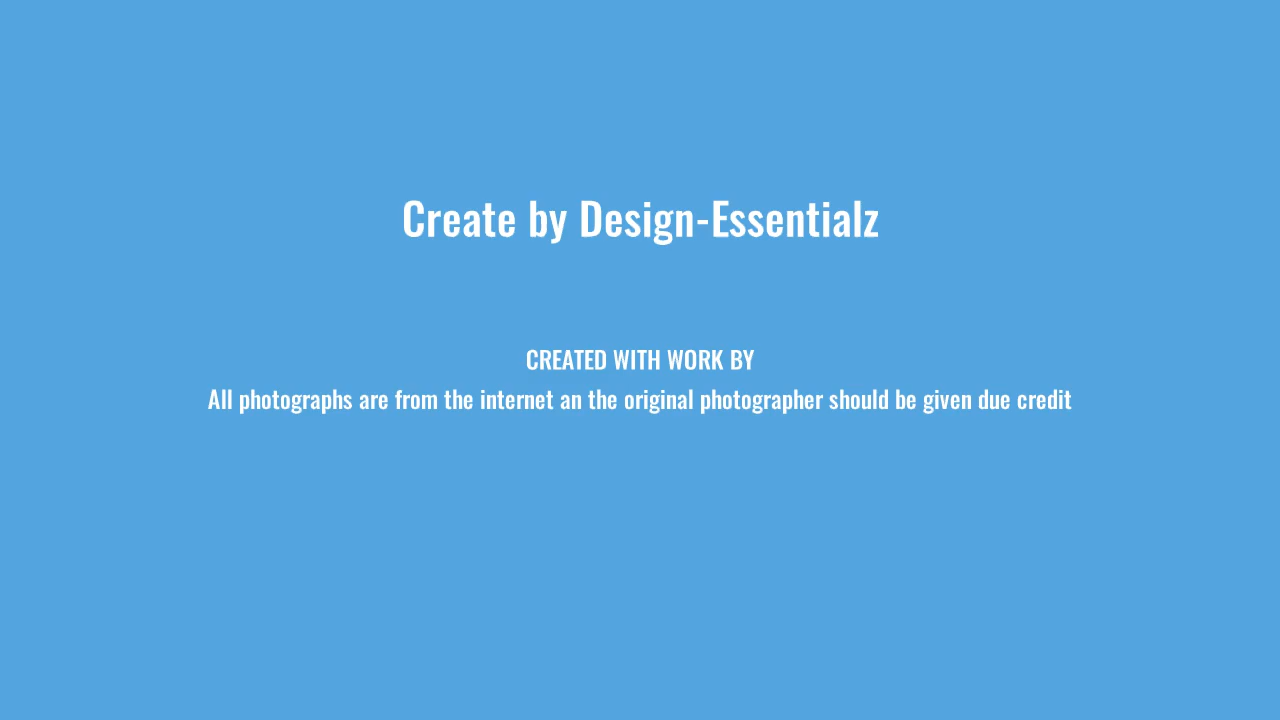 Create by Design-Essentialz
CREATED WITH WORK BY
All photographs are from the internet an the original photographer should be given due credit